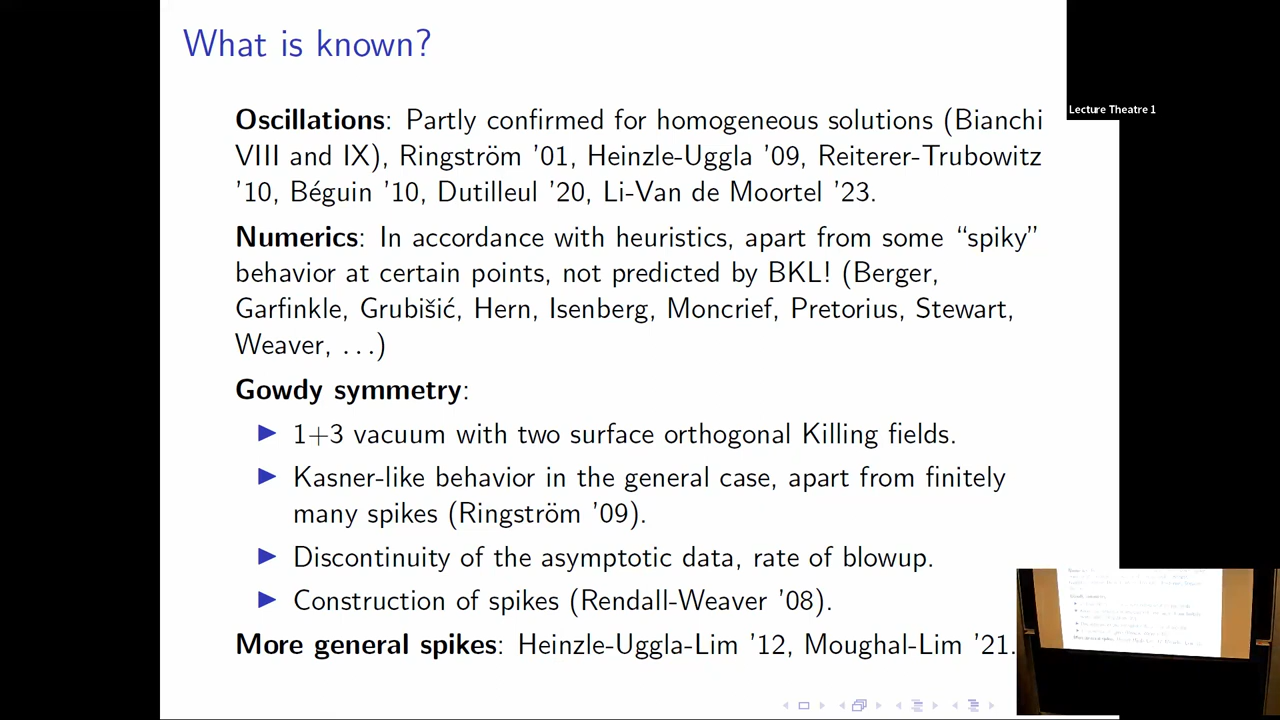 What is known?
Oscillations: Partly confirmed for homogeneous solutions (Bianchi
VIII and IX), Ringström '01, Heinzle-Uggla '09, Reiterer-Trubowitz
'10, Béguin '10, Dutilleul '20, Li-Van de Moortel '23.
Numerics: In accordance with heuristics, apart from some “spiky”
behavior at certain points, not predicted by BKL! (Berger,
Garfinkle, Grubišić, Hern, Isenberg, Moncrief, Pretorius, Stewart,
Weaver, ...)
Gowdy symmetry:
▶ 1+3 vacuum with two surface orthogonal Killing fields.
▶ Kasner-like behavior in the general case, apart from finitely
many spikes (Ringström '09).
▶ Discontinuity of the asymptotic data, rate of blowup.
▶ Construction of spikes (Rendall-Weaver '08).
More general spikes: Heinzle-Uggla-Lim '12, Moughal-Lim '21.
Lecture Theatre 1